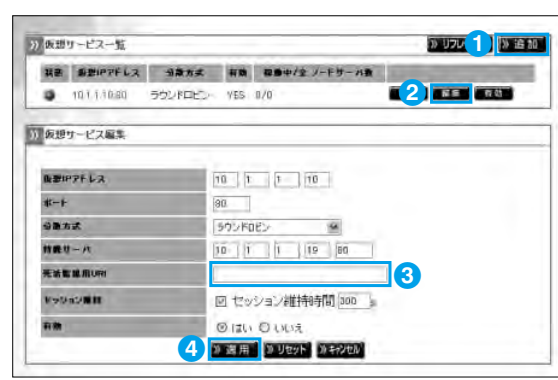 仮想サービス一覧 リフレ 1 追加
状態 仮想IPアドレス 分散方式 有効 稼働中/全 ノードサーバ数
10.1.1.10:80 ラウンドロビン YES 0/0 2 編集 有効
仮想サービス編集
仮想IPアドレス 10 1 1 10
ポート 80
分散方式 ラウンドロビン
待機サーバ 10 1 1 19 80
死活監視用URI 3
セッション維持 セッション維持時間 300 s
有効 はい いいえ
4 適用 リセット キャンセル